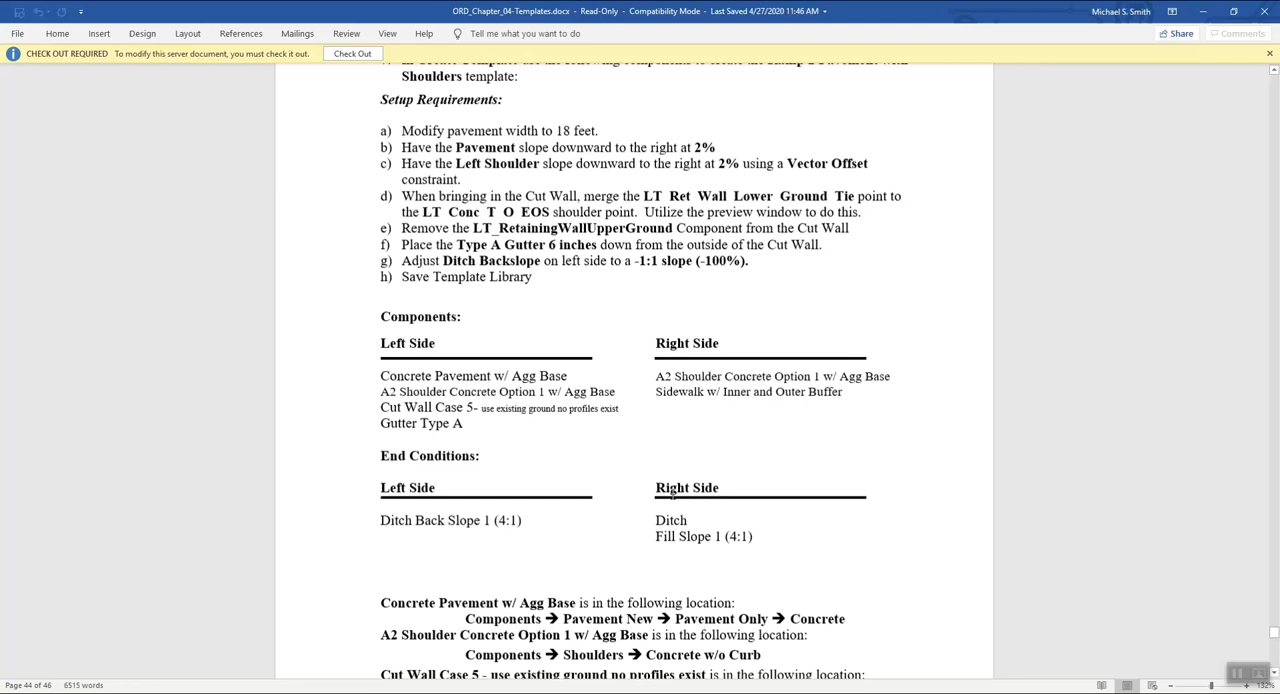 ORD_Chapter_04-Templates.docx - Read-Only - Compatibility Mode - Last Saved 4/27/2020 11:46 AM
Michael S. Smith
File Home Insert Design Layout References Mailings Review View Help Tell me what you want to do
Share Comments
CHECK OUT REQUIRED To modify this server document, you must check it out. Check Out
Shoulders template:
Setup Requirements:
a) Modify pavement width to 18 feet.
b) Have the Pavement slope downward to the right at 2%
c) Have the Left Shoulder slope downward to the right at 2% using a Vector Offset
constraint.
d) When bringing in the Cut Wall, merge the LT Ret Wall Lower Ground Tie point to
the LT Conc T O EOS shoulder point. Utilize the preview window to do this.
e) Remove the LT_RetainingWallUpperGround Component from the Cut Wall
f) Place the Type A Gutter 6 inches down from the outside of the Cut Wall.
g) Adjust Ditch Backslope on left side to a -1:1 slope (-100%).
h) Save Template Library
Components:
Left Side Right Side
Concrete Pavement w/ Agg Base A2 Shoulder Concrete Option 1 w/ Agg Base
A2 Shoulder Concrete Option 1 w/ Agg Base Sidewalk w/ Inner and Outer Buffer
Cut Wall Case 5- use existing ground no profiles exist
Gutter Type A
End Conditions:
Left Side Right Side
Ditch Back Slope 1 (4:1) Ditch
Fill Slope 1 (4:1)
Concrete Pavement w/ Agg Base is in the following location:
Components ➔ Pavement New ➔ Pavement Only ➔ Concrete
A2 Shoulder Concrete Option 1 w/ Agg Base is in the following location:
Components ➔ Shoulders ➔ Concrete w/o Curb
Cut Wall Case 5 - use existing ground no profiles exist is in the following location:
Page 44 of 46 6515 words
132%